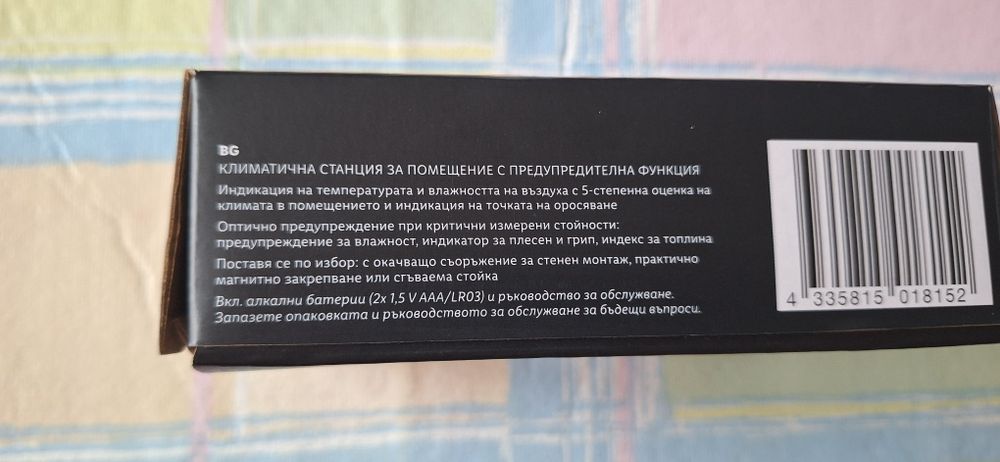 BG
КЛИМАТИЧНА СТАНЦИЯ ЗА ПОМЕЩЕНИЕ С ПРЕДУПРЕДИТЕЛНА ФУНКЦИЯ
Индикация на температурата и влажността на въздуха с 5-степенна оценка на
климата в помещението и индикация на точката на оросяване
Оптично предупреждение при критични измерени стойности:
предупреждение за влажност, индикатор за плесен и грип, индекс за топлина
Поставя се по избор: с окачващо съоръжение за стенен монтаж, практично
магнитно закрепване или сгъваема стойка
Вкл. алкални батерии (2x 1,5 V AAA/LR03) и ръководство за обслужване.
Запазете опаковката и ръководството за обслужване за бъдещи въпроси.
4 335815 018152